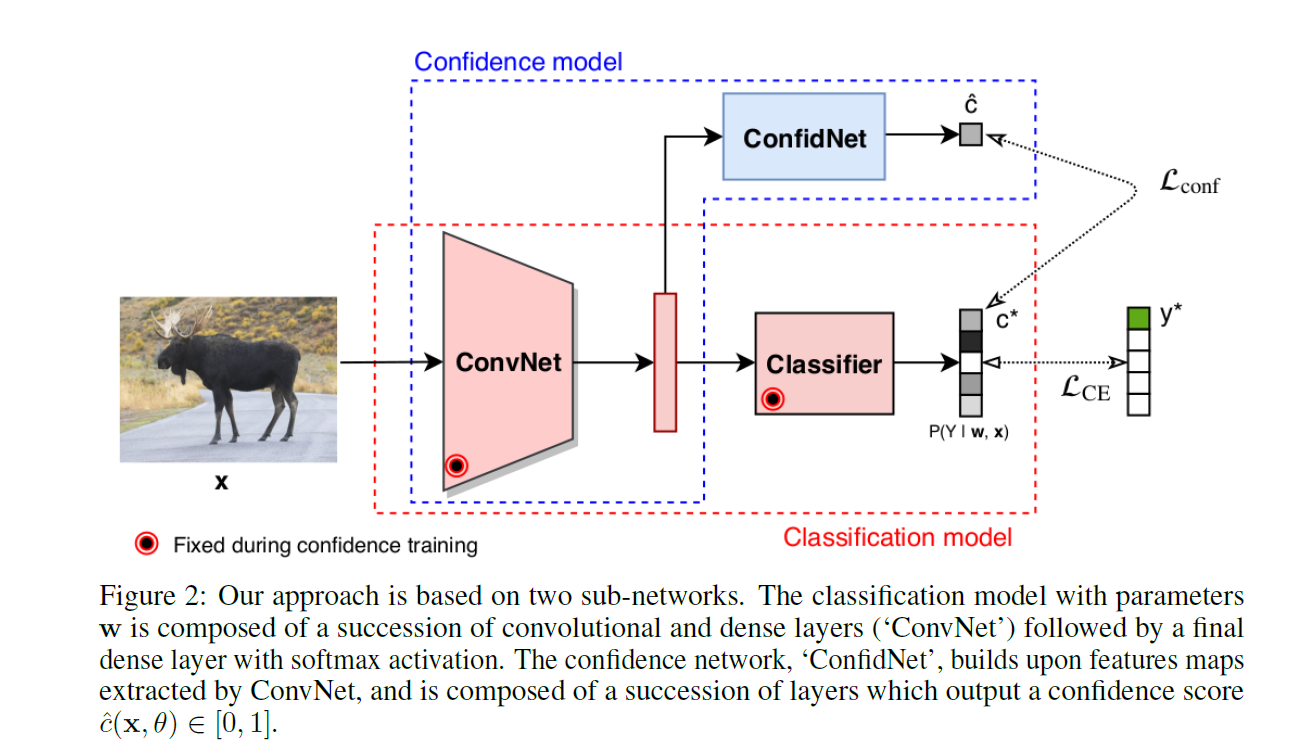 Confidence model
ĉ
ConfidNet
𝓛conf
ConvNet
Classifier
c*
y*
𝓛CE
P(Y | w, x)
x
Classification model
Fixed during confidence training
Figure 2: Our approach is based on two sub-networks. The classification model with parameters
w is composed of a succession of convolutional and dense layers (‘ConvNet’) followed by a final
dense layer with softmax activation. The confidence network, ‘ConfidNet’, builds upon features maps
extracted by ConvNet, and is composed of a succession of layers which output a confidence score
ĉ(x, θ) ∈ [0, 1].